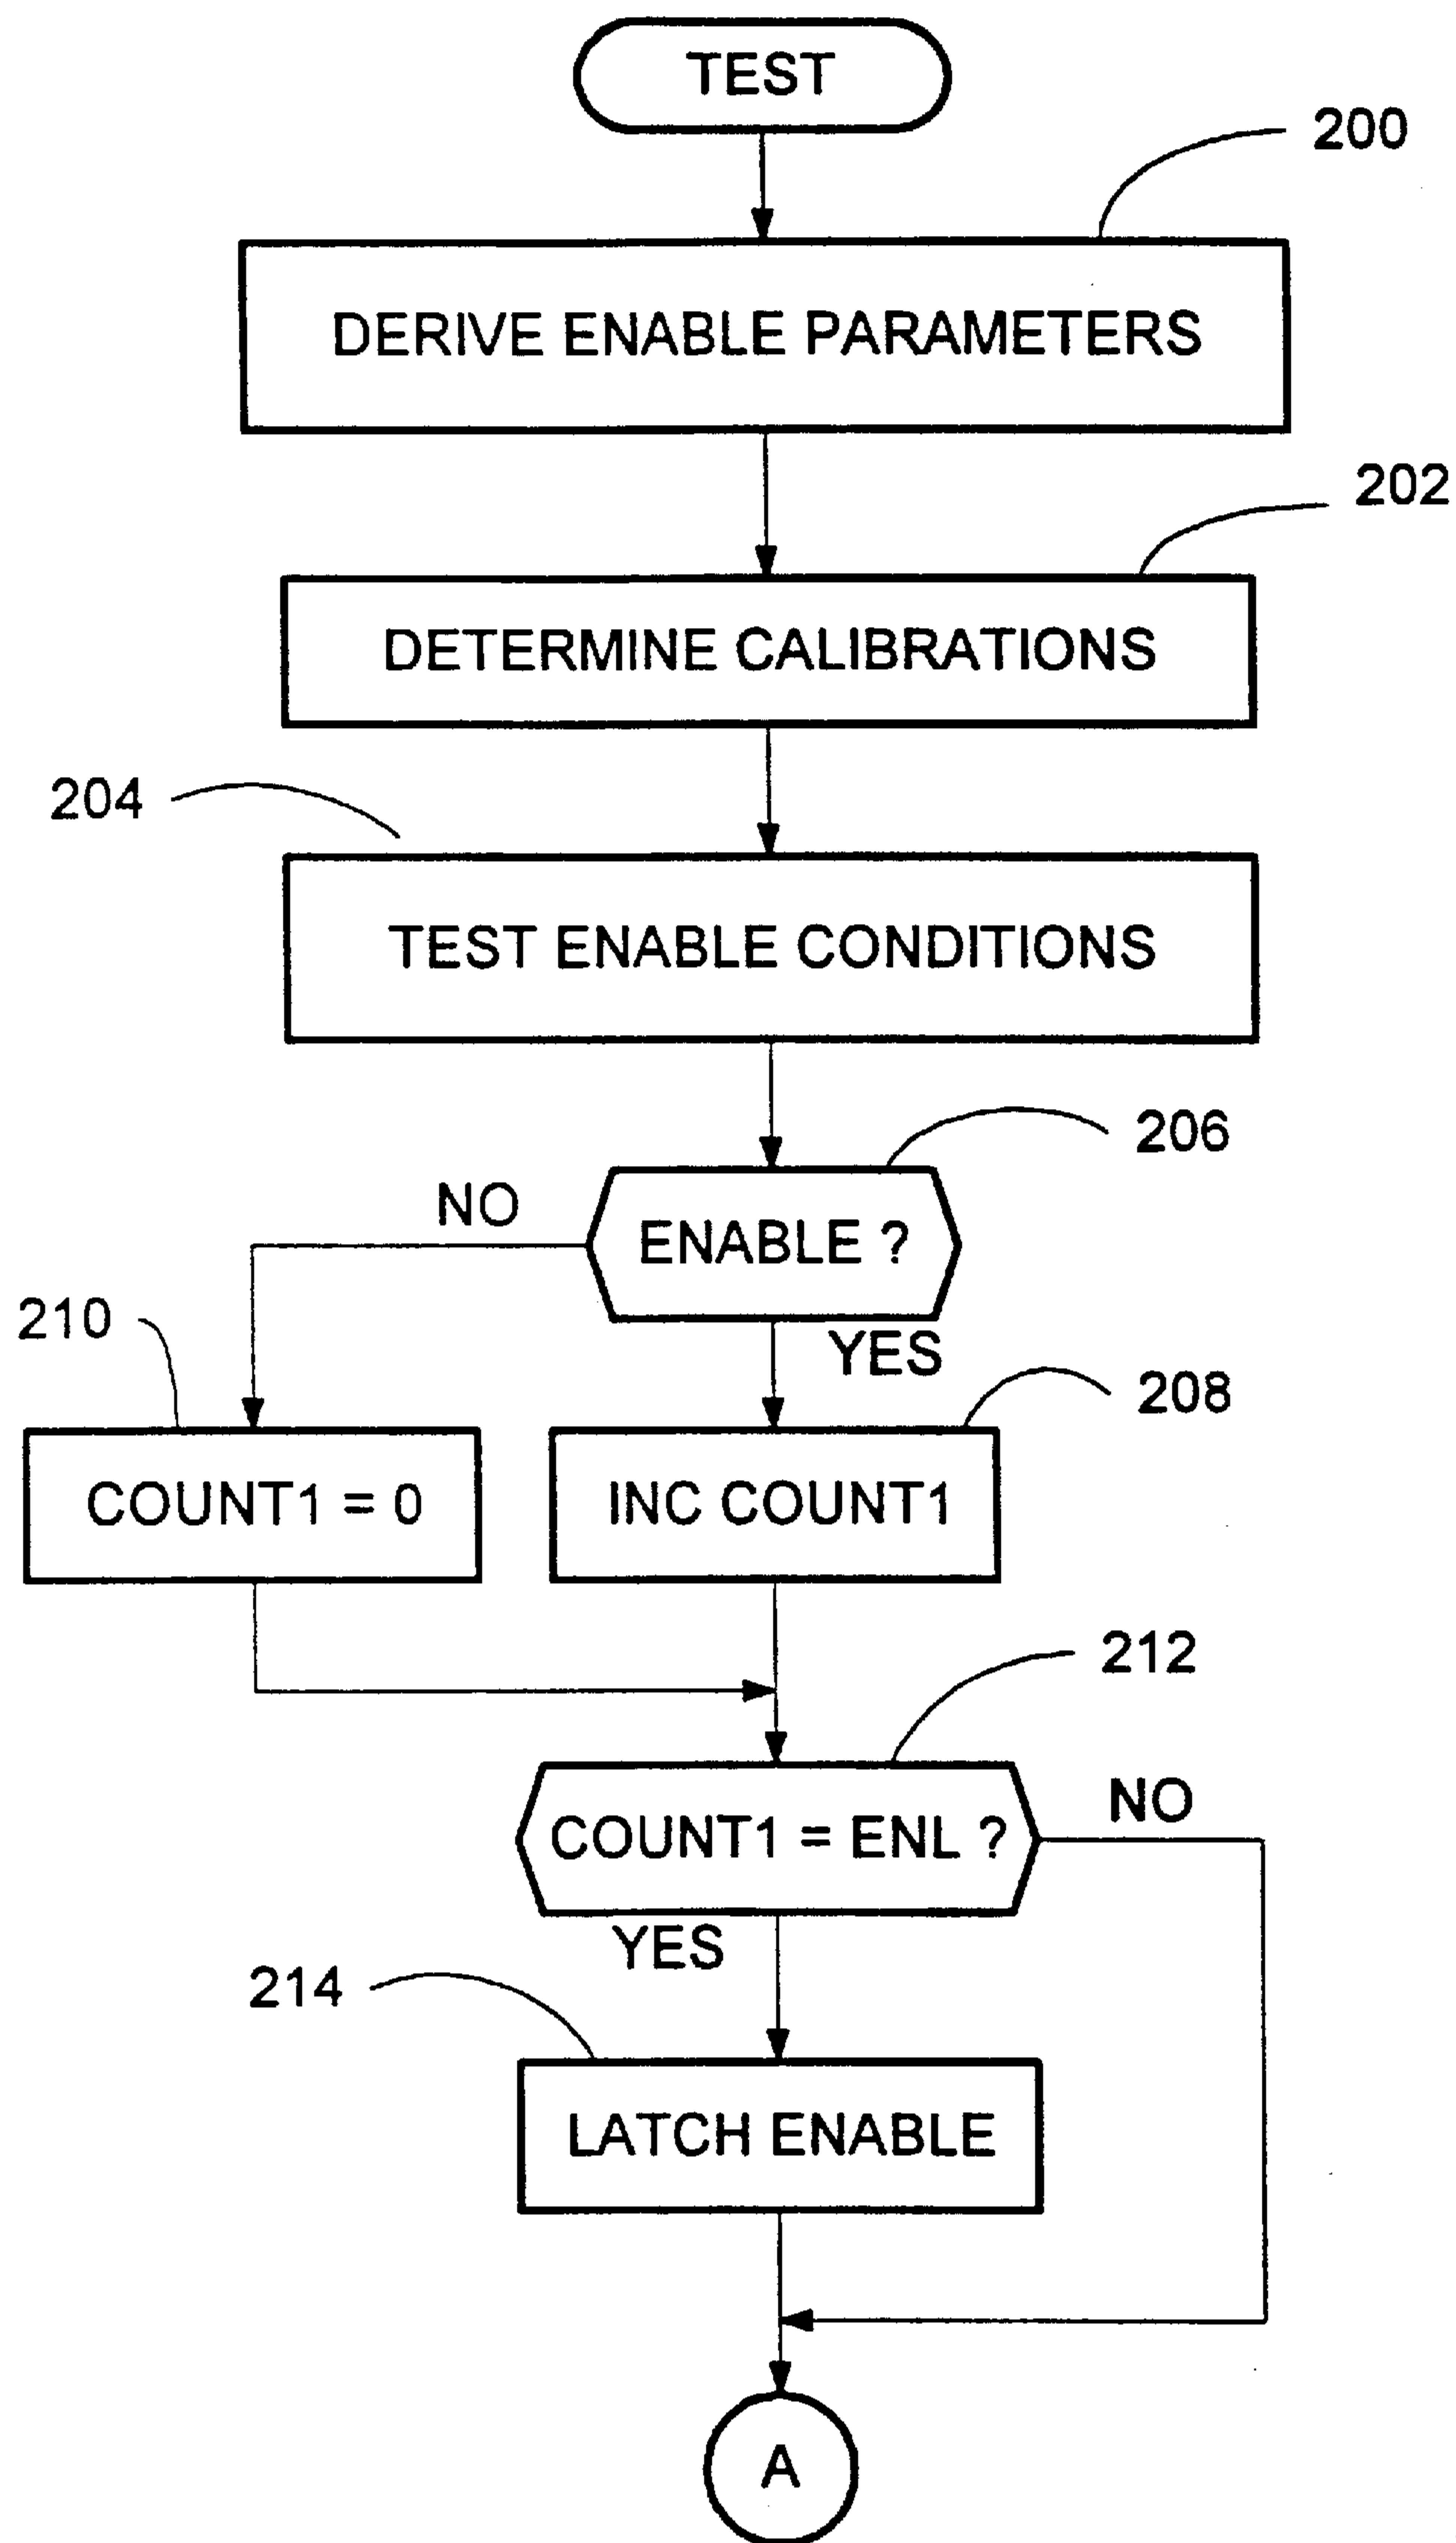 TEST
200
DERIVE ENABLE PARAMETERS
202
DETERMINE CALIBRATIONS
204
TEST ENABLE CONDITIONS
206
NO
ENABLE ?
YES
210
208
COUNT1 = 0
INC COUNT1
212
NO
COUNT1 = ENL ?
YES
214
LATCH ENABLE
A